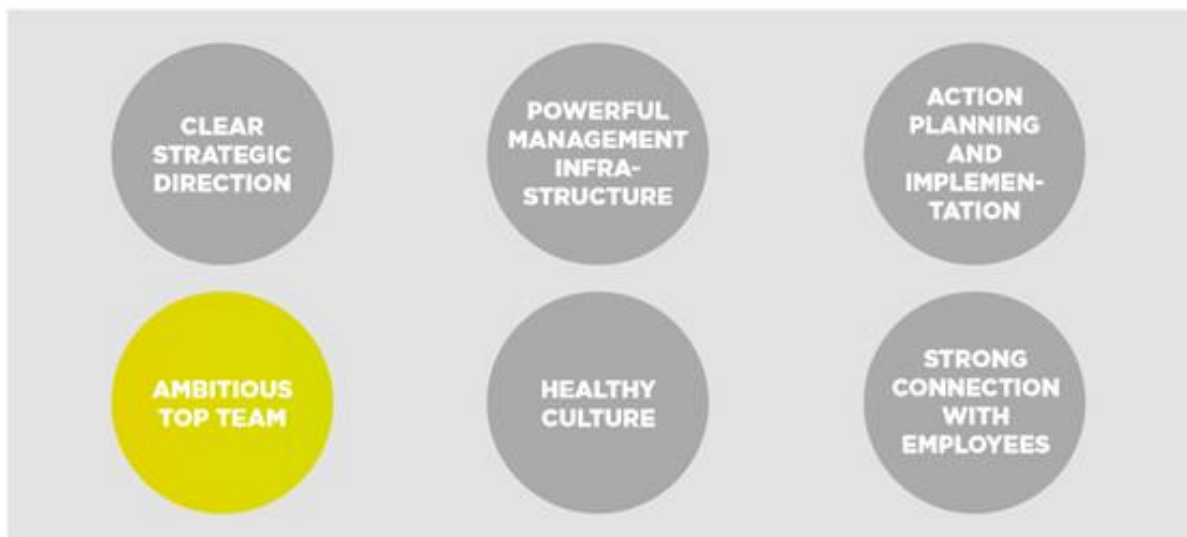 CLEAR
STRATEGIC
DIRECTION
POWERFUL
MANAGEMENT
INFRA-
STRUCTURE
ACTION
PLANNING
AND
IMPLEMEN-
TATION
AMBITIOUS
TOP TEAM
HEALTHY
CULTURE
STRONG
CONNECTION
WITH
EMPLOYEES